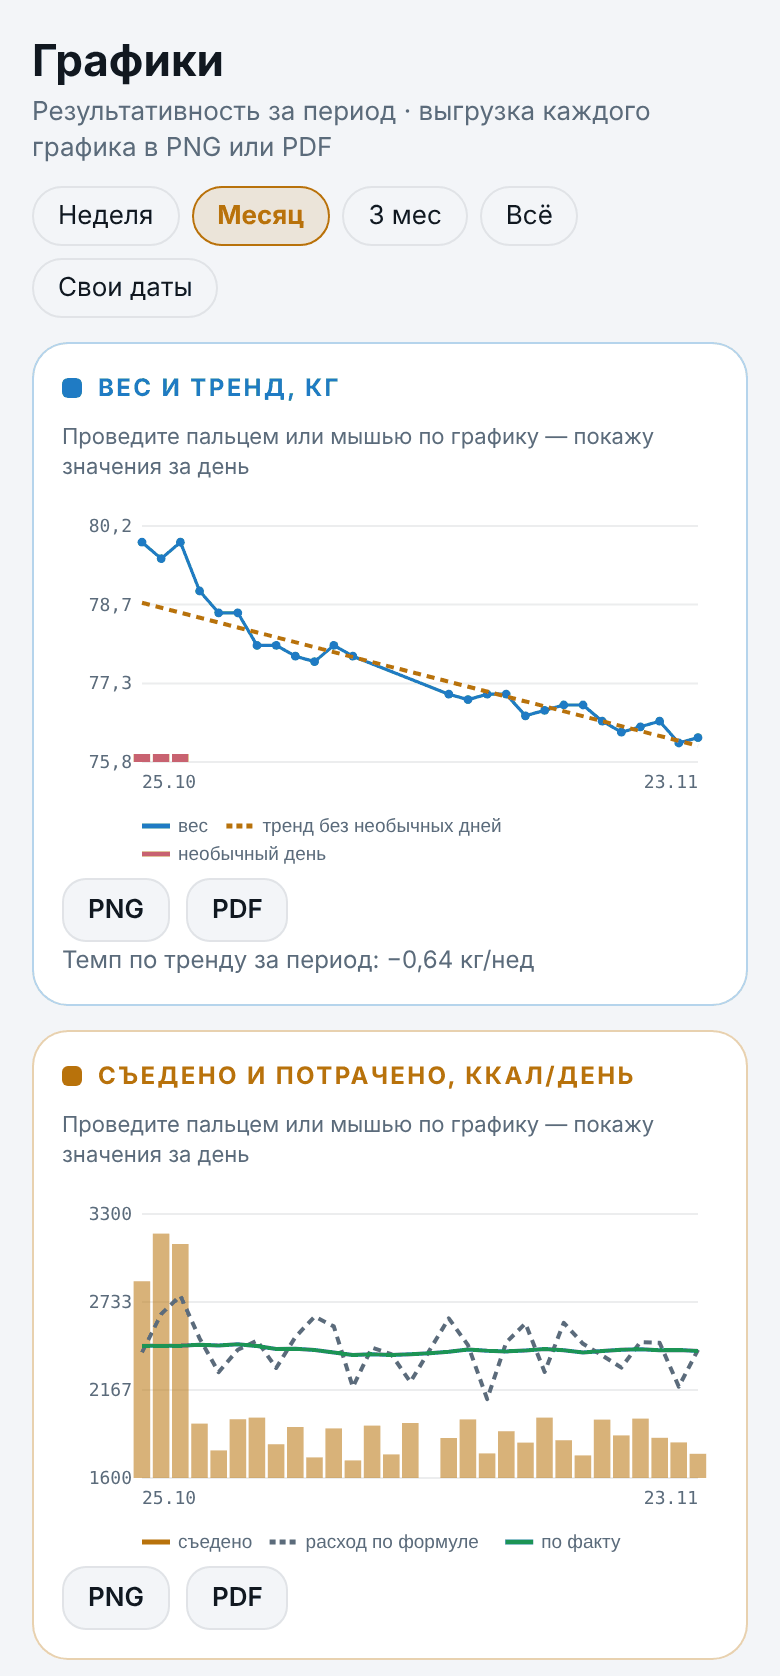 Графики
Результативность за период · выгрузка каждого
графика в PNG или PDF
Неделя Месяц 3 мес Всё
Свои даты
ВЕС И ТРЕНД, КГ
Проведите пальцем или мышью по графику — покажу
значения за день
80,2
78,7
77,3
75,8
25.10 23.11
вес тренд без необычных дней
необычный день
PNG PDF
Темп по тренду за период: −0,64 кг/нед
СЪЕДЕНО И ПОТРАЧЕНО, ККАЛ/ДЕНЬ
Проведите пальцем или мышью по графику — покажу
значения за день
3300
2733
2167
1600
25.10 23.11
съедено расход по формуле по факту
PNG PDF